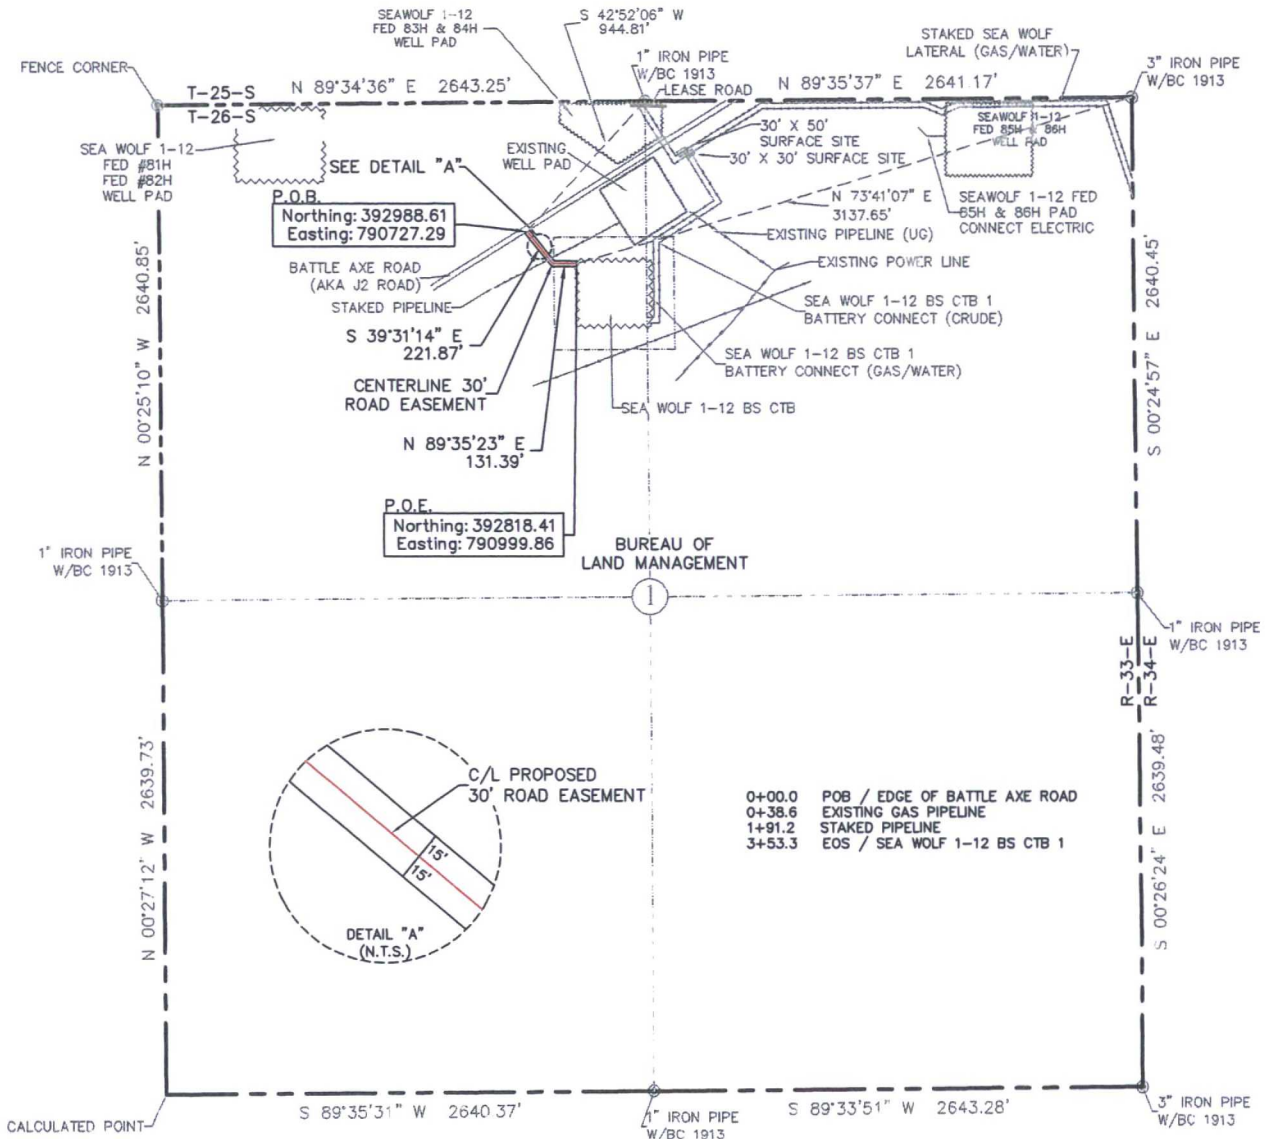 SEAWOLF 1-12
FED 83H & 84H
WELL PAD
S 42°52'06" W
944.81'
1" IRON PIPE
W/BC 1913
LEASE ROAD
STAKED SEA WOLF
LATERAL (GAS/WATER)
3" IRON PIPE
W/BC 1913
FENCE CORNER
T-25-S
T-26-S
N 89°34'36" E 2643.25'
N 89°35'37" E 2641.17'
SEA WOLF 1-12
FED #81H
FED #82H
WELL PAD
SEE DETAIL "A"
EXISTING
WELL PAD
30' X 50'
SURFACE SITE
30' X 30' SURFACE SITE
SEAWOLF 1-12
FED 85H & 86H
WELL PAD
P.O.B.
Northing: 392988.61
Easting: 790727.29
N 73°41'07" E
3137.65'
SEAWOLF 1-12 FED
85H & 86H PAD
CONNECT ELECTRIC
EXISTING PIPELINE (UG)
EXISTING POWER LINE
BATTLE AXE ROAD
(AKA J2 ROAD)
STAKED PIPELINE
SEA WOLF 1-12 BS CTB 1
BATTERY CONNECT (CRUDE)
S 39°31'14" E
221.87'
SEA WOLF 1-12 BS CTB 1
BATTERY CONNECT (GAS/WATER)
CENTERLINE 30'
ROAD EASEMENT
SEA WOLF 1-12 BS CTB
N 89°35'23" E
131.39'
N 00°25'10" W 2640.85'
S 00°24'57" E 2640.45'
P.O.E.
Northing: 392818.41
Easting: 790999.86
BUREAU OF
LAND MANAGEMENT
1" IRON PIPE
W/BC 1913
1
1" IRON PIPE
W/BC 1913
R-33-E
R-34-E
N 00°27'12" W 2639.73'
S 00°26'24" E 2639.48'
C/L PROPOSED
30' ROAD EASEMENT
15'
15'
DETAIL "A"
(N.T.S.)
0+00.0 POB / EDGE OF BATTLE AXE ROAD
0+38.6 EXISTING GAS PIPELINE
1+91.2 STAKED PIPELINE
3+53.3 EOS / SEA WOLF 1-12 BS CTB 1
CALCULATED POINT
S 89°35'31" W 2640.37'
1" IRON PIPE
W/BC 1913
S 89°33'51" W 2643.28'
3" IRON PIPE
W/BC 1913